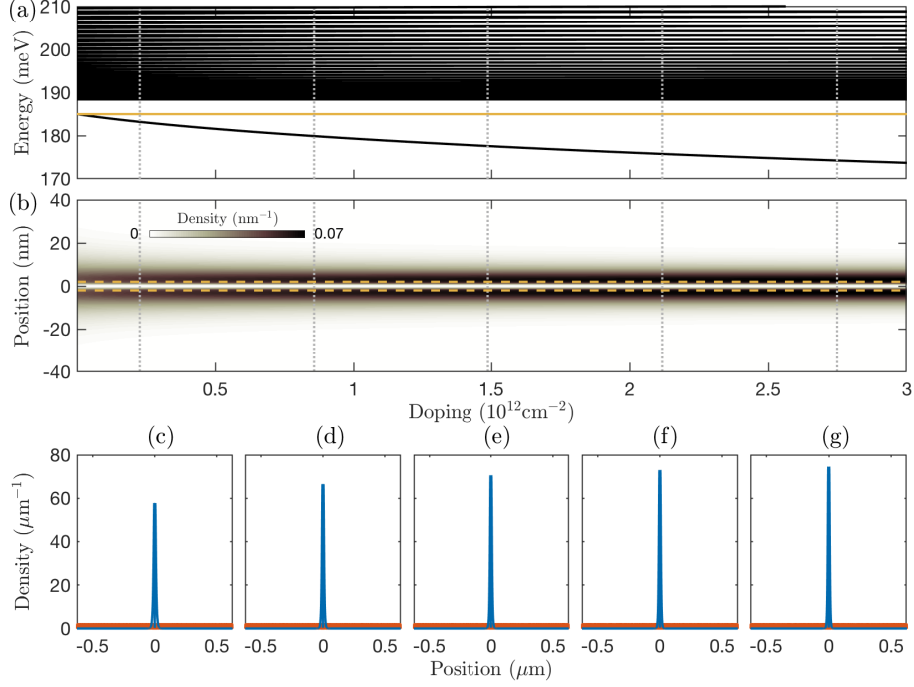 (a)
210
200
190
180
170
Energy (meV)
(b)
40
20
0
-20
-40
Position (nm)
Density (nm⁻¹)
0 0.07
0.5 1 1.5 2 2.5 3
Doping (10¹²cm⁻²)
(c) (d) (e) (f) (g)
80
60
40
20
0
Density (μm⁻¹)
-0.5 0 0.5 -0.5 0 0.5 -0.5 0 0.5 -0.5 0 0.5 -0.5 0 0.5
Position (μm)